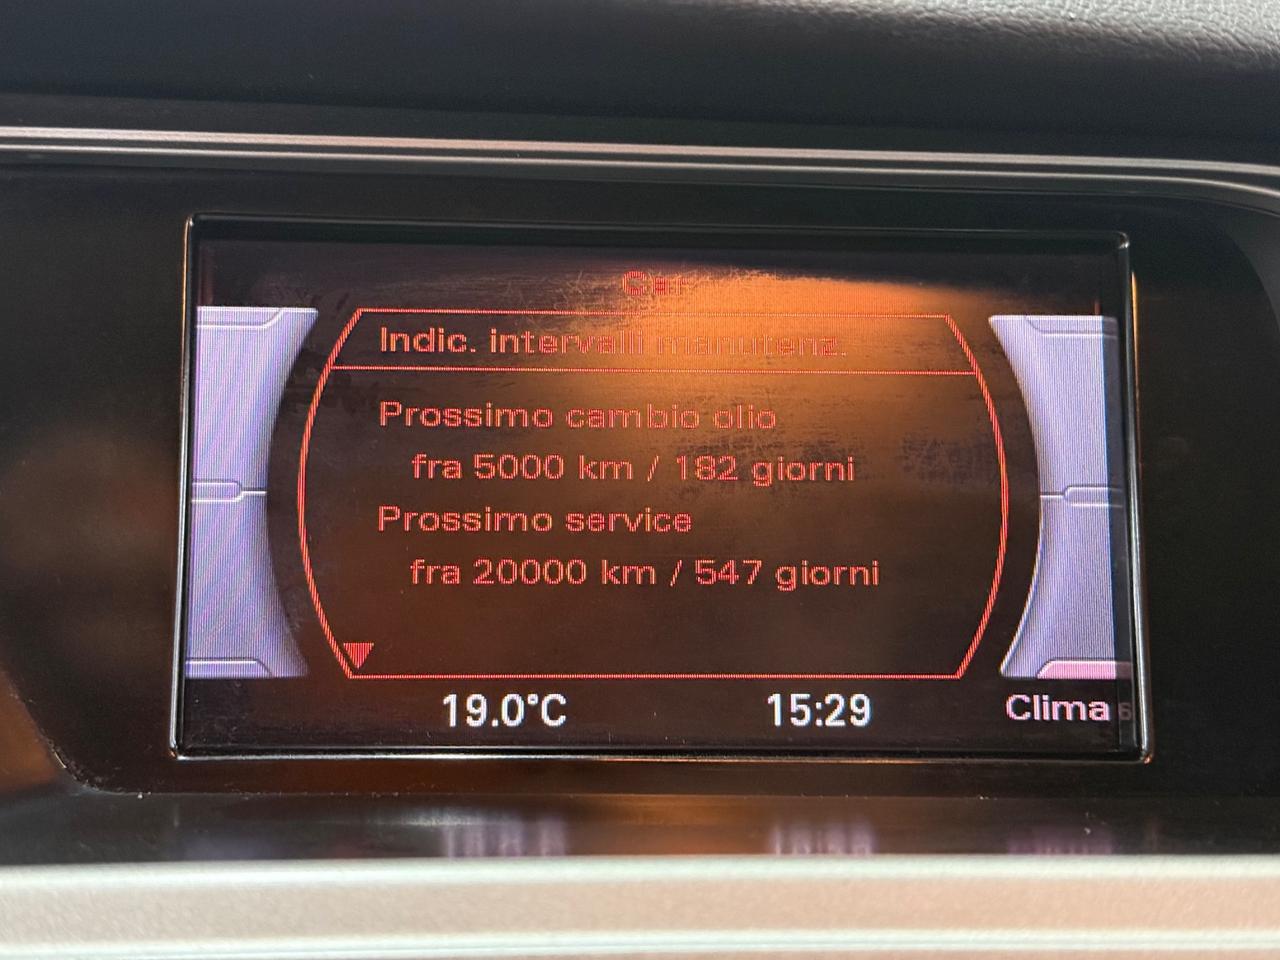 Car
Indic. intervalli manutenz.
Prossimo cambio olio
fra 5000 km / 182 giorni
Prossimo service
fra 20000 km / 547 giorni
19.0°C 15:29 Clima